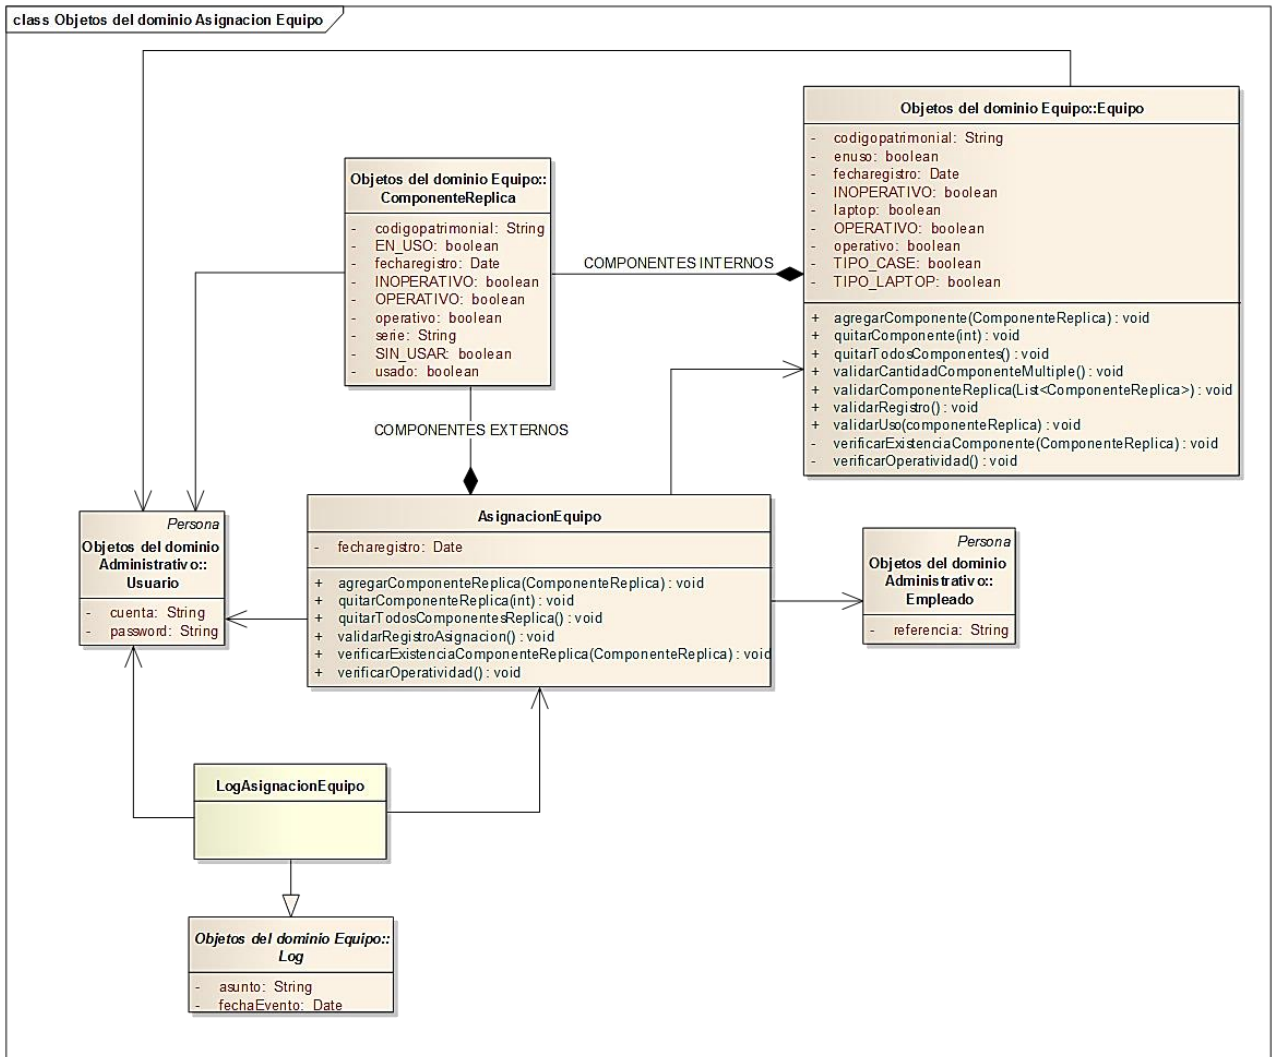 class Objetos del dominio Asignacion Equipo
Objetos del dominio Equipo::Equipo
- codigopatrimonial: String
- enuso: boolean
- fecharegistro: Date
- INOPERATIVO: boolean
- laptop: boolean
- OPERATIVO: boolean
- operativo: boolean
- TIPO_CASE: boolean
- TIPO_LAPTOP: boolean
+ agregarComponente(ComponenteReplica) : void
+ quitarComponente(int) : void
+ quitarTodosComponentes() : void
+ validarCantidadComponenteMultiple() : void
+ validarComponenteReplica(List<ComponenteReplica>) : void
+ validarRegistro() : void
+ validarUso(componenteReplica) : void
- verificarExistenciaComponente(ComponenteReplica) : void
- verificarOperatividad() : void
Objetos del dominio Equipo::
ComponenteReplica
- codigopatrimonial: String
- EN_USO: boolean
- fecharegistro: Date
- INOPERATIVO: boolean
- OPERATIVO: boolean
- operativo: boolean
- serie: String
- SIN_USAR: boolean
- usado: boolean
COMPONENTES INTERNOS
COMPONENTES EXTERNOS
AsignacionEquipo
- fecharegistro: Date
+ agregarComponenteReplica(ComponenteReplica) : void
+ quitarComponenteReplica(int) : void
+ quitarTodosComponentesReplica() : void
+ validarRegistroAsignacion() : void
+ verificarExistenciaComponenteReplica(ComponenteReplica) : void
+ verificarOperatividad() : void
Persona
Objetos del dominio
Administrativo::
Usuario
- cuenta: String
- password: String
Persona
Objetos del dominio
Administrativo::
Empleado
- referencia: String
LogAsignacionEquipo
Objetos del dominio Equipo::
Log
- asunto: String
- fechaEvento: Date